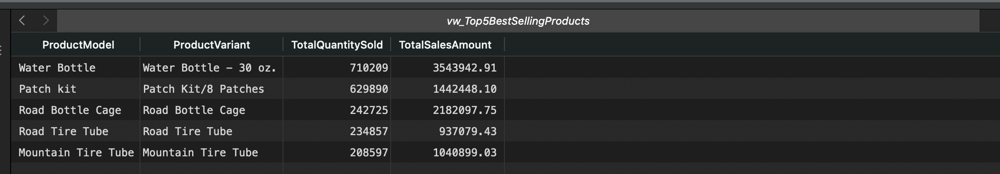 vw_Top5BestSellingProducts
ProductModel ProductVariant TotalQuantitySold TotalSalesAmount
Water Bottle Water Bottle – 30 oz. 710209 3543942.91
Patch kit Patch Kit/8 Patches 629890 1442448.10
Road Bottle Cage Road Bottle Cage 242725 2182097.75
Road Tire Tube Road Tire Tube 234857 937079.43
Mountain Tire Tube Mountain Tire Tube 208597 1040899.03